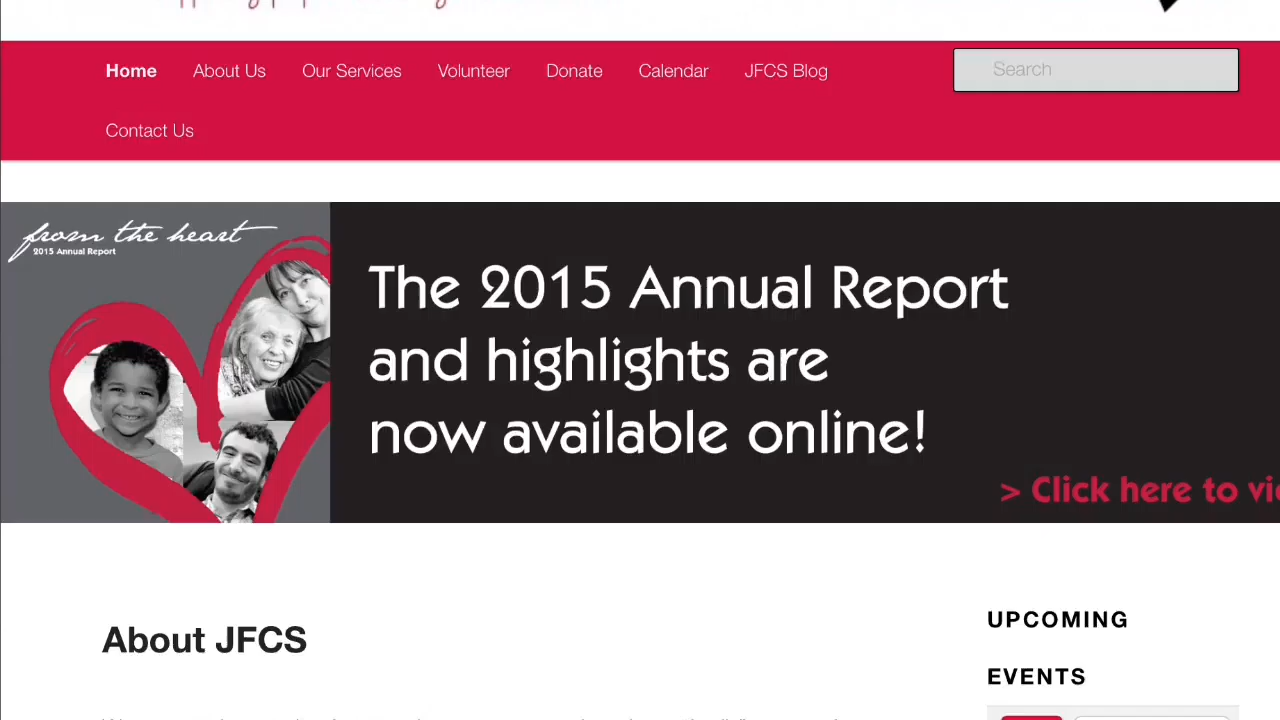 Home About Us Our Services Volunteer Donate Calendar JFCS Blog
Search
Contact Us
from the heart
2015 Annual Report
The 2015 Annual Report
and highlights are
now available online!
> Click here to
About JFCS
UPCOMING
EVENTS